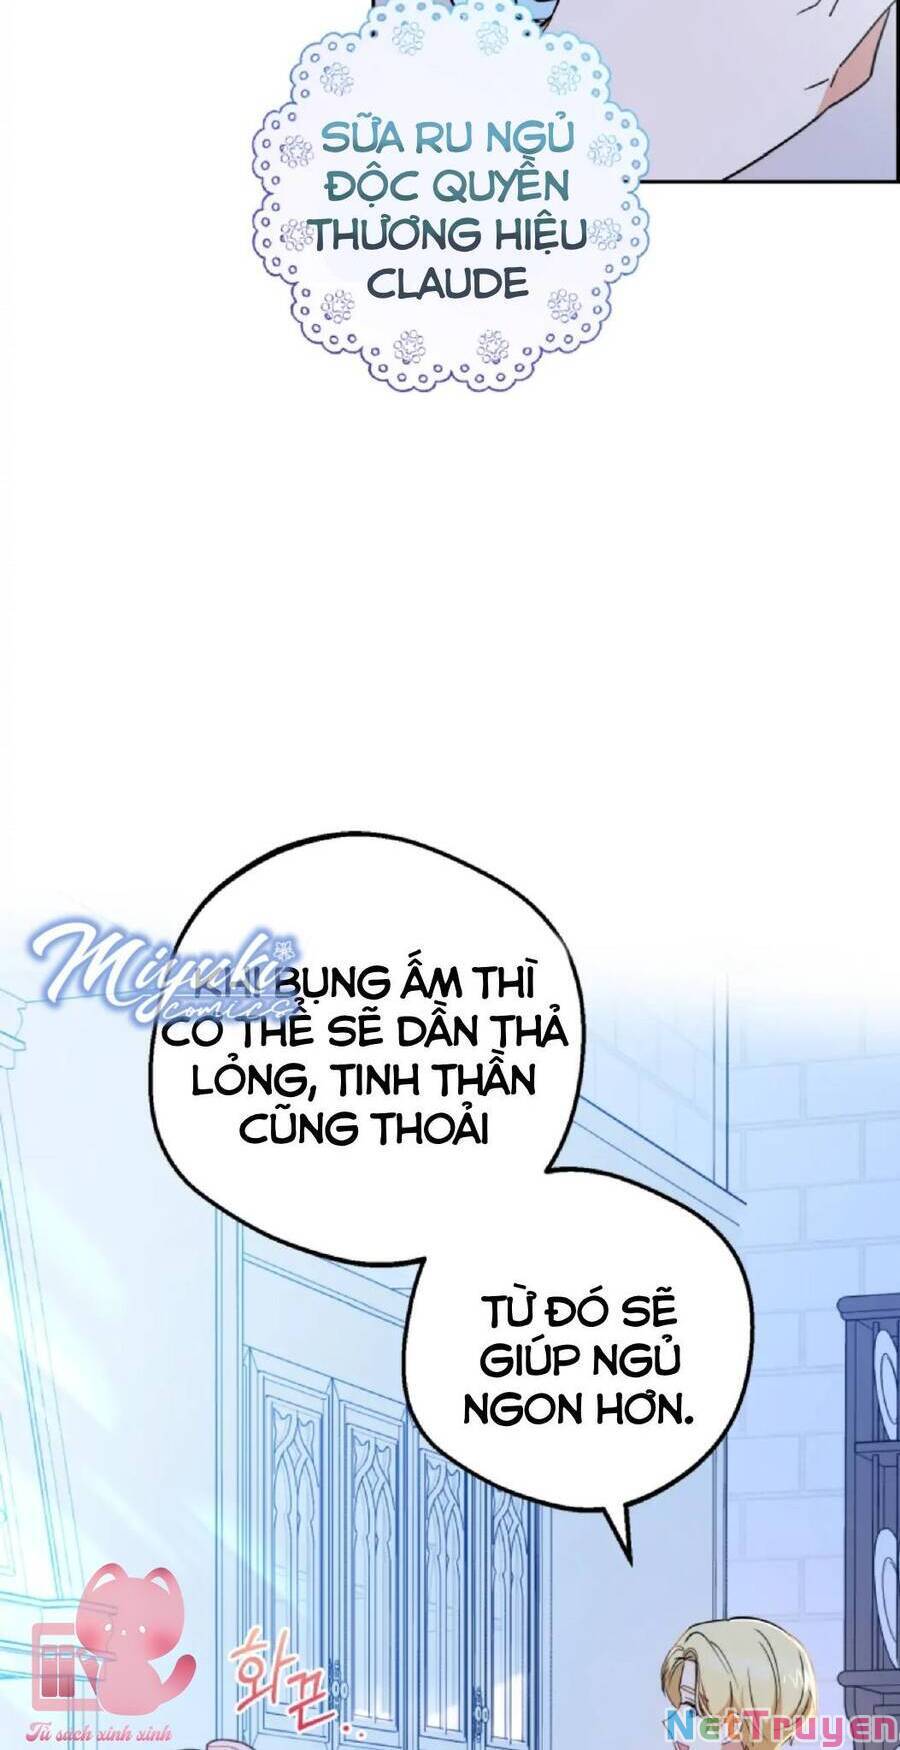 SỮA RU NGỦ
ĐỘC QUYỀN
THƯƠNG HIỆU
CLAUDE
Miyuki
comics
KHI BỤNG ẤM THÌ
CÓ THỂ SẼ DẦN THẢ
LỎNG, TINH THẦN
CŨNG THOẢI
TỪ ĐÓ SẼ
GIÚP NGỦ
NGON HƠN.
화끈..
Tủ sách xinh xinh
NetTruyen